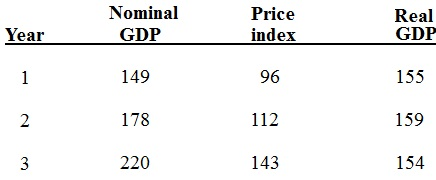 Nominal Price Real
Year GDP index GDP
1 149 96 155
2 178 112 159
3 220 143 154